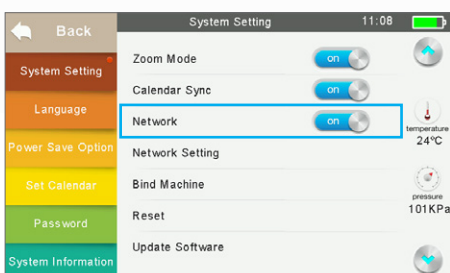 Back
System Setting
11:08
System Setting
Language
Power Save Option
Set Calendar
Password
System Information
Zoom Mode
on
Calendar Sync
on
Network
on
Network Setting
Bind Machine
Reset
Update Software
temperature
24℃
pressure
101KPa